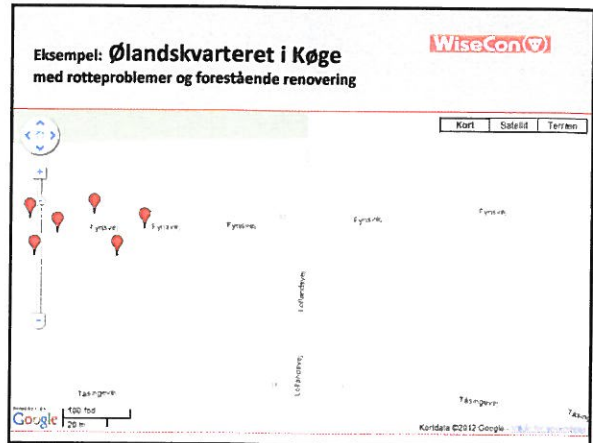 Eksempel: Ølandskvarteret i Køge
med rotteproblemer og forestående renovering
WiseCon
Kort Satellit Terræn
Fynsvej Fynsvej Fynsvej Fynsvej Fynsvej
Lollandsvej
Lollandsvej
Tåsingevej
Tåsingevej
Google
100 fod
20 m
Kortdata ©2012 Google -